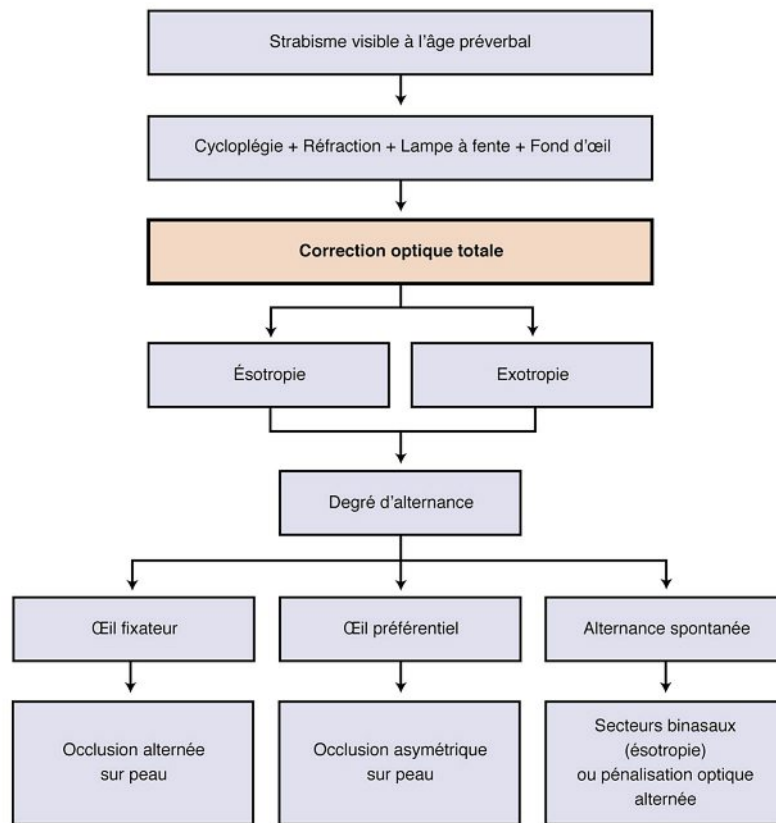 Strabisme visible à l’âge préverbal
Cycloplégie + Réfraction + Lampe à fente + Fond d’œil
Correction optique totale
Ésotropie
Exotropie
Degré d’alternance
Œil fixateur
Œil préférentiel
Alternance spontanée
Occlusion alternée
sur peau
Occlusion asymétrique
sur peau
Secteurs binasaux
(ésotropie)
ou pénalisation optique
alternée